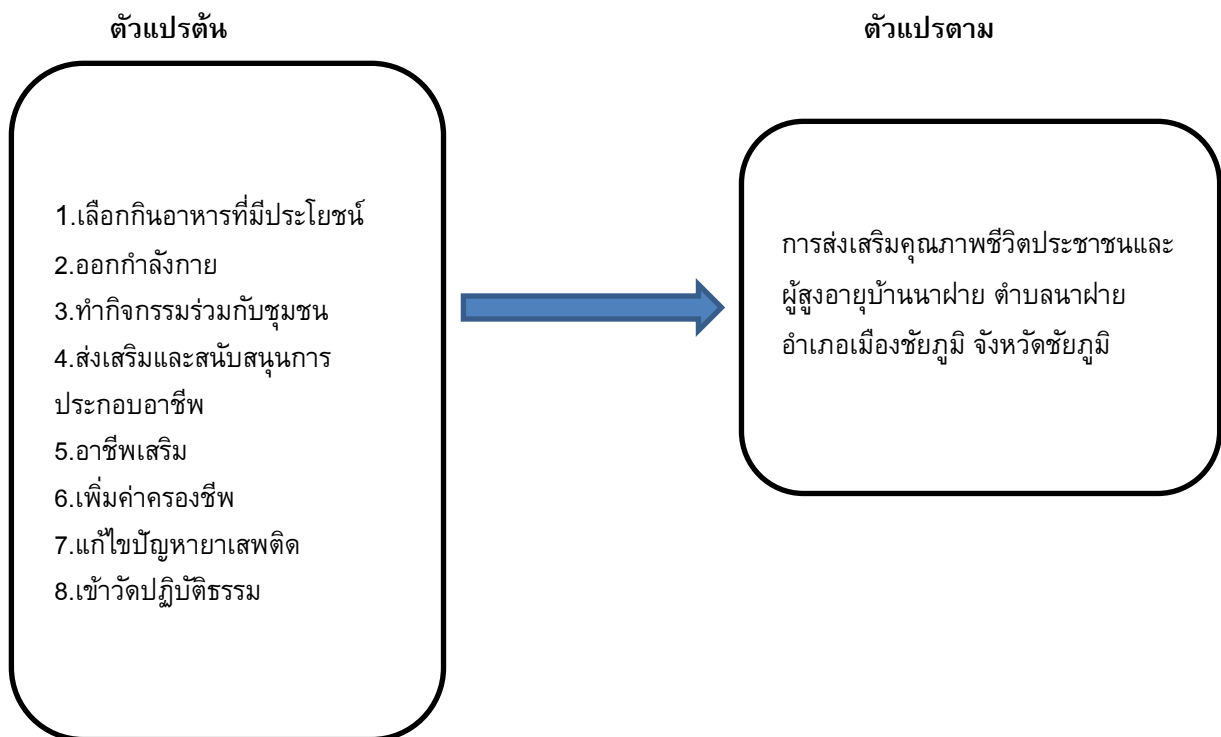 ตัวแปรต้น
ตัวแปรตาม
1.เลือกกินอาหารที่มีประโยชน์
2.ออกกำลังกาย
3.ทำกิจกรรมร่วมกับชุมชน
4.ส่งเสริมและสนับสนุนการ
ประกอบอาชีพ
5.อาชีพเสริม
6.เพิ่มค่าครองชีพ
7.แก้ไขปัญหายาเสพติด
8.เข้าวัดปฏิบัติธรรม
การส่งเสริมคุณภาพชีวิตประชาชนและ
ผู้สูงอายุบ้านนาฝาย ตำบลนาฝาย
อำเภอเมืองชัยภูมิ จังหวัดชัยภูมิ